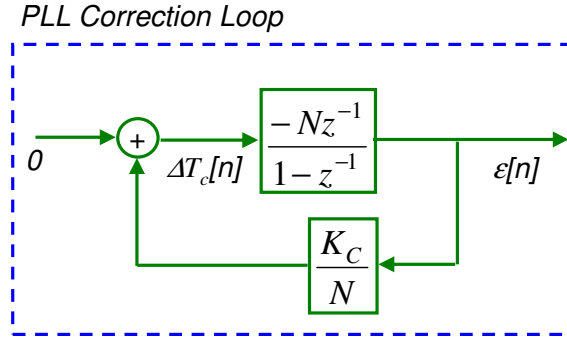 PLL Correction Loop
0
+
ΔT_c[n]
-Nz^{-1}
1-z^{-1}
ε[n]
K_C
N